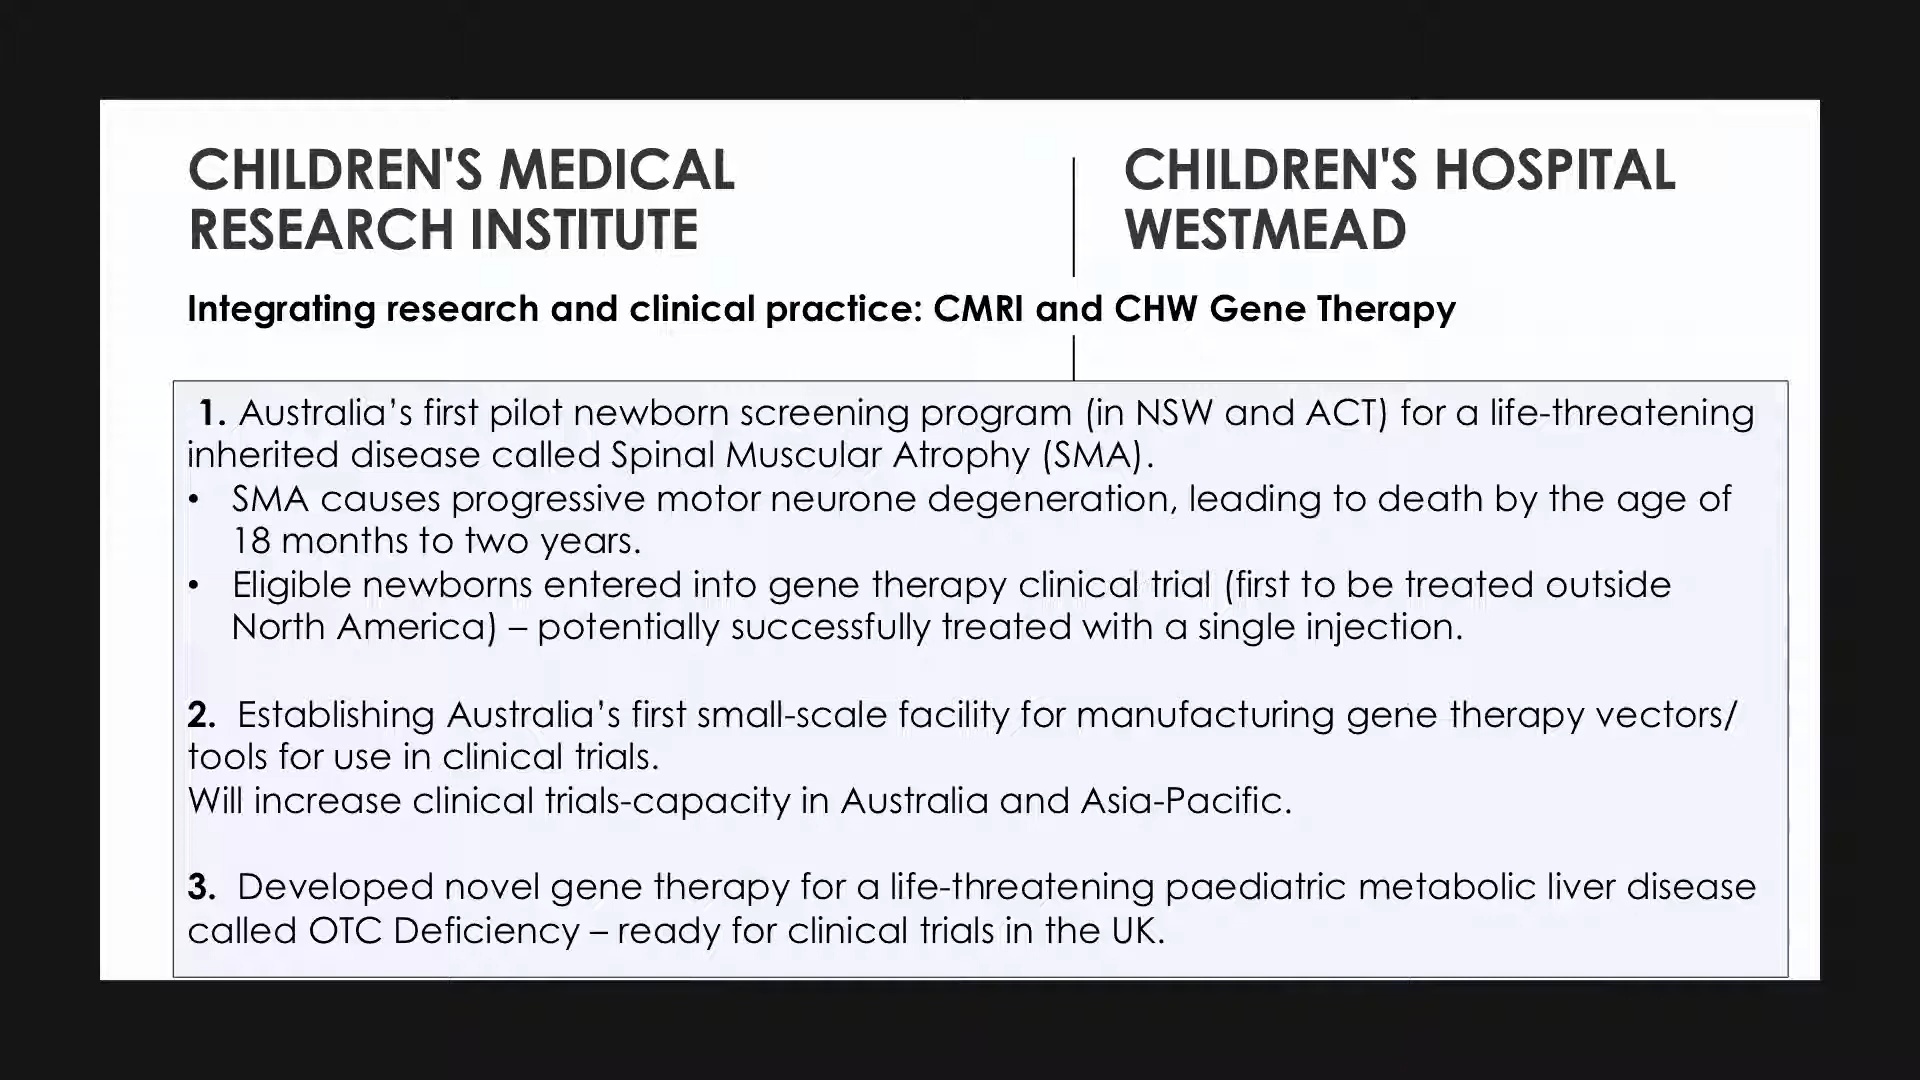 CHILDREN'S MEDICAL
RESEARCH INSTITUTE
CHILDREN'S HOSPITAL
WESTMEAD
Integrating research and clinical practice: CMRI and CHW Gene Therapy
1. Australia’s first pilot newborn screening program (in NSW and ACT) for a life-threatening
inherited disease called Spinal Muscular Atrophy (SMA).
• SMA causes progressive motor neurone degeneration, leading to death by the age of
18 months to two years.
• Eligible newborns entered into gene therapy clinical trial (first to be treated outside
North America) – potentially successfully treated with a single injection.
2. Establishing Australia’s first small-scale facility for manufacturing gene therapy vectors/
tools for use in clinical trials.
Will increase clinical trials-capacity in Australia and Asia-Pacific.
3. Developed novel gene therapy for a life-threatening paediatric metabolic liver disease
called OTC Deficiency – ready for clinical trials in the UK.